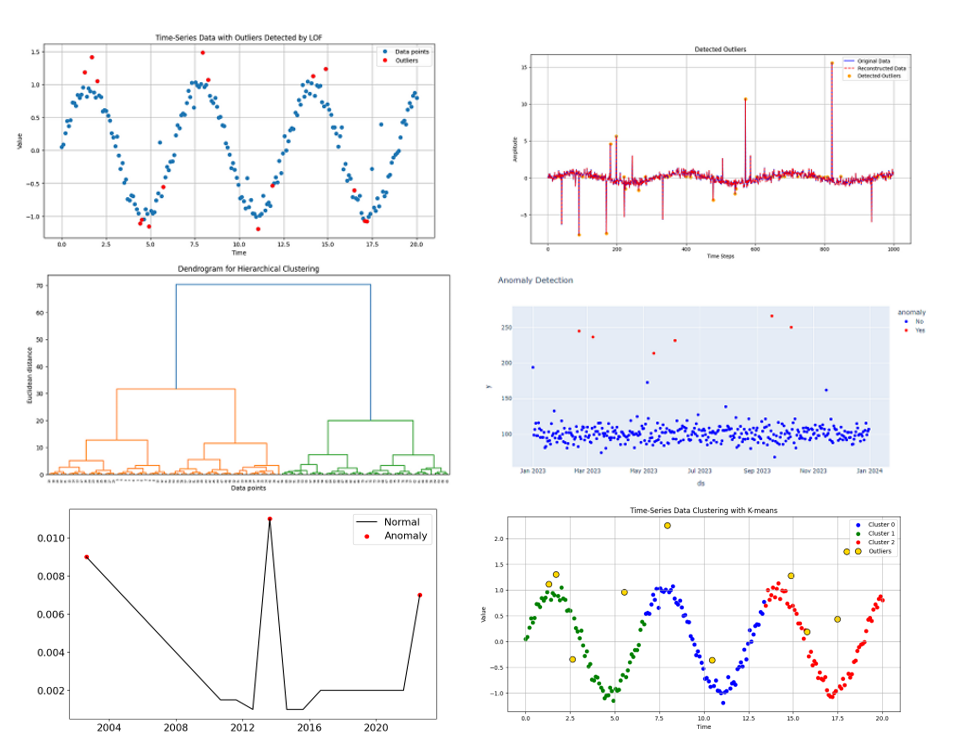 Time-Series Data with Outliers Detected by LOF
Data points
Outliers
1.5
1.0
0.5
0.0
−0.5
−1.0
Value
0.0 2.5 5.0 7.5 10.0 12.5 15.0 17.5 20.0
Time
Detected Outliers
Original Data
Reconstructed Data
Detected Outliers
15
10
5
0
−5
Amplitude
0 200 400 600 800 1000
Time Steps
Dendrogram for Hierarchical Clustering
70
60
50
40
30
20
10
0
Euclidean distance
Data points
Anomaly Detection
anomaly
No
Yes
250
200
150
100
y
Jan 2023 Mar 2023 May 2023 Jul 2023 Sep 2023 Nov 2023 Jan 2024
ds
Normal
Anomaly
0.010
0.008
0.006
0.004
0.002
2004 2008 2012 2016 2020
Time-Series Data Clustering with K-means
Cluster 0
Cluster 1
Cluster 2
Outliers
2.0
1.5
1.0
0.5
0.0
−0.5
−1.0
Value
0.0 2.5 5.0 7.5 10.0 12.5 15.0 17.5 20.0
Time